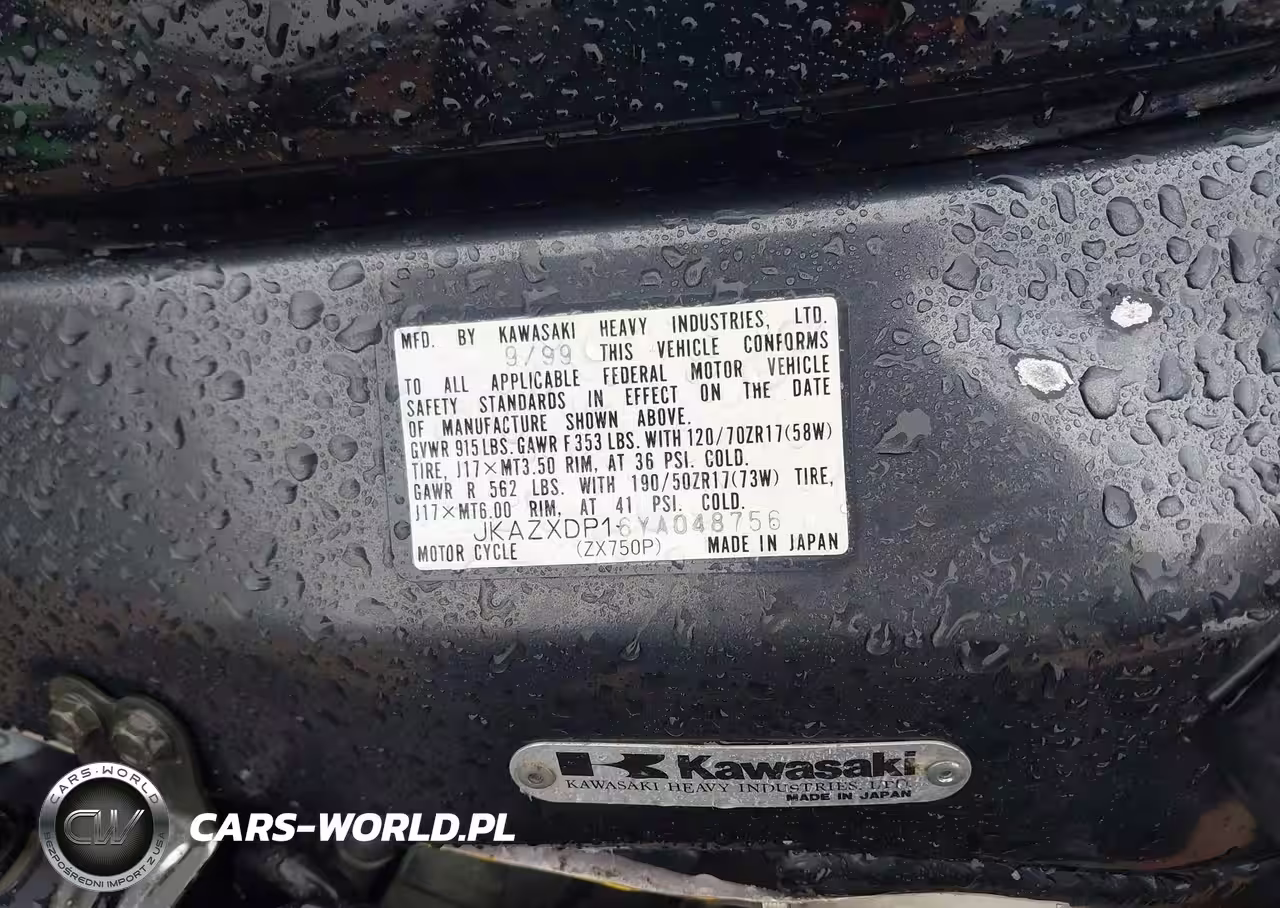 MFD. BY KAWASAKI HEAVY INDUSTRIES, LTD.
9/99 THIS VEHICLE CONFORMS
TO ALL APPLICABLE FEDERAL MOTOR VEHICLE
SAFETY STANDARDS IN EFFECT ON THE DATE
OF MANUFACTURE SHOWN ABOVE.
GVWR 915 LBS. GAWR F 353 LBS. WITH 120/70ZR17(58W)
TIRE, J17×MT3.50 RIM, AT 36 PSI. COLD.
GAWR R 562 LBS. WITH 190/50ZR17(73W) TIRE,
J17×MT6.00 RIM, AT 41 PSI. COLD.
JKAZXDP16YA048756
MOTOR CYCLE (ZX750P) MADE IN JAPAN
Kawasaki
KAWASAKI HEAVY INDUSTRIES, LTD.
MADE IN JAPAN
CARS-WORLD
CW
BEZPOŚREDNI IMPORT Z USA
CARS-WORLD.PL